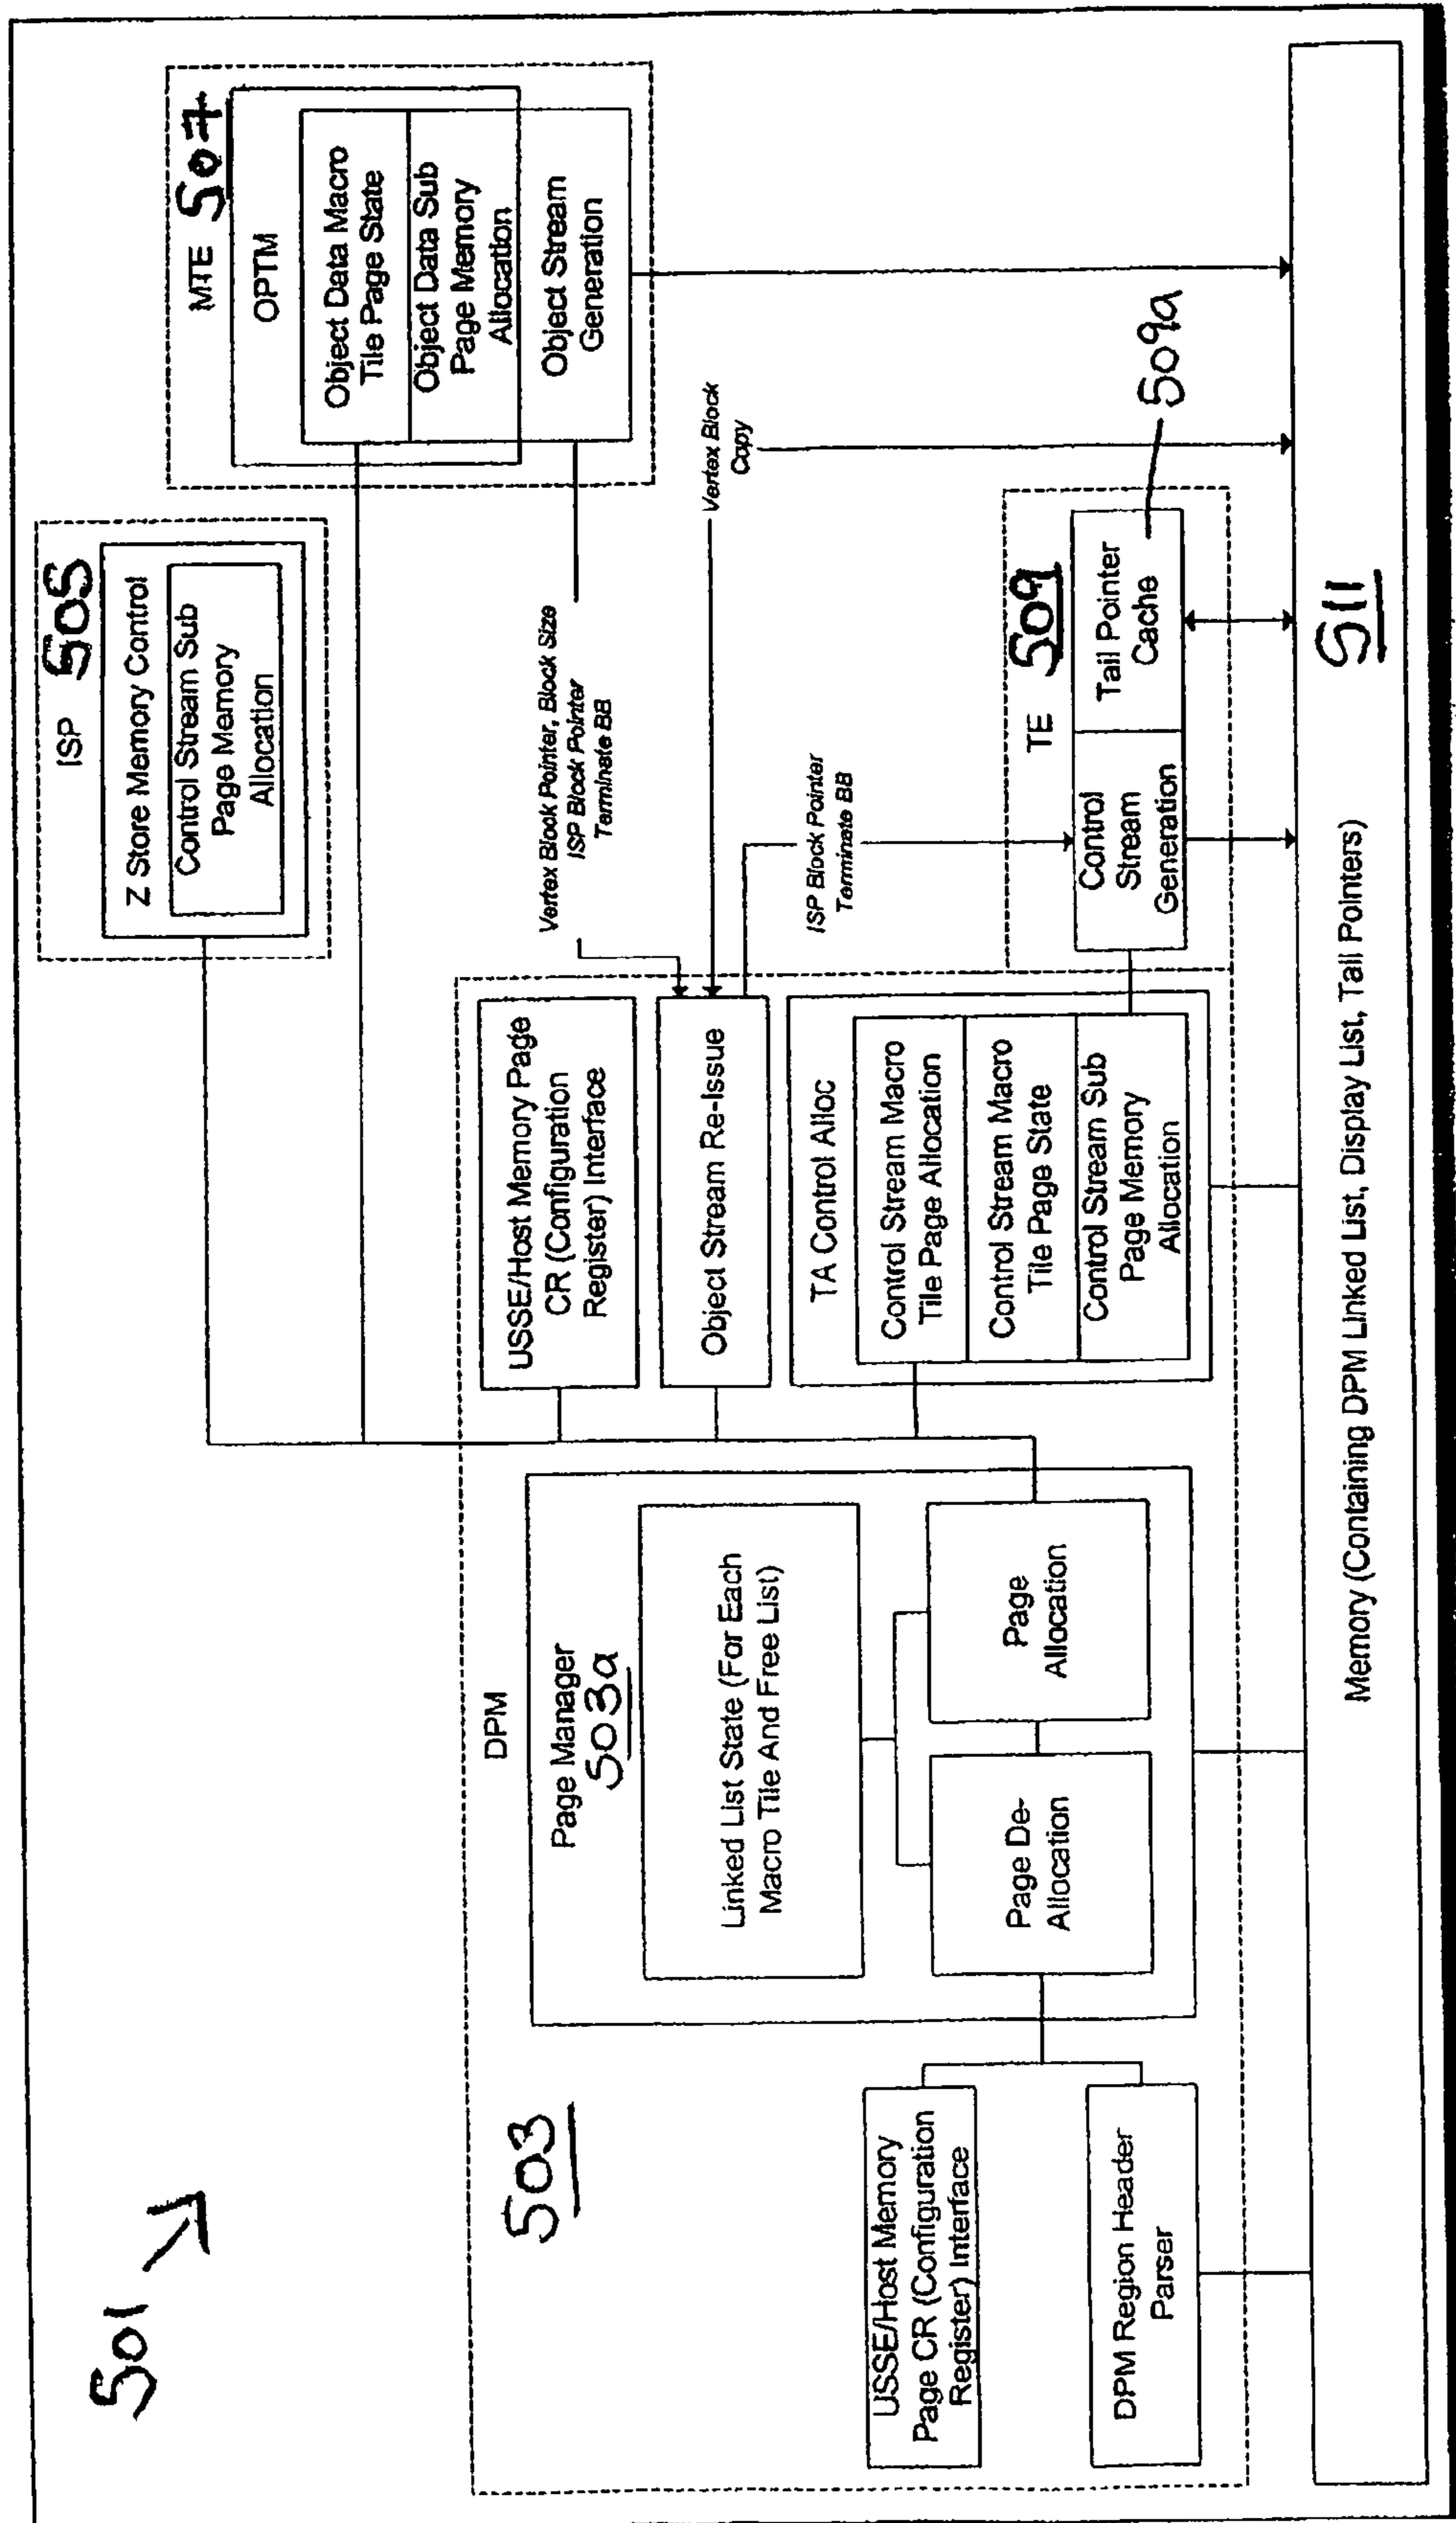 501
ISP 505
Z Store Memory Control
Control Stream Sub
Page Memory
Allocation
MTE 507
OPTM
Object Data Macro
Tile Page State
Object Data Sub
Page Memory
Allocation
Object Stream
Generation
503
DPM
Page Manager
503a
Linked List State (For Each
Macro Tile And Free List)
Page De-
Allocation
Page
Allocation
USSE/Host Memory
Page CR (Configuration
Register) Interface
DPM Region Header
Parser
USSE/Host Memory Page
CR (Configuration
Register) Interface
Object Stream Re-Issue
TA Control Alloc
Control Stream Macro
Tile Page Allocation
Control Stream Macro
Tile Page State
Control Stream Sub
Page Memory
Allocation
Vertex Block Pointer, Block Size
ISP Block Pointer
Terminate BB
Vertex Block
Copy
ISP Block Pointer
Terminate BB
TE 509
Control
Stream
Generation
Tail Pointer
Cache
509a
Memory (Containing DPM Linked List, Display List, Tail Pointers)
511